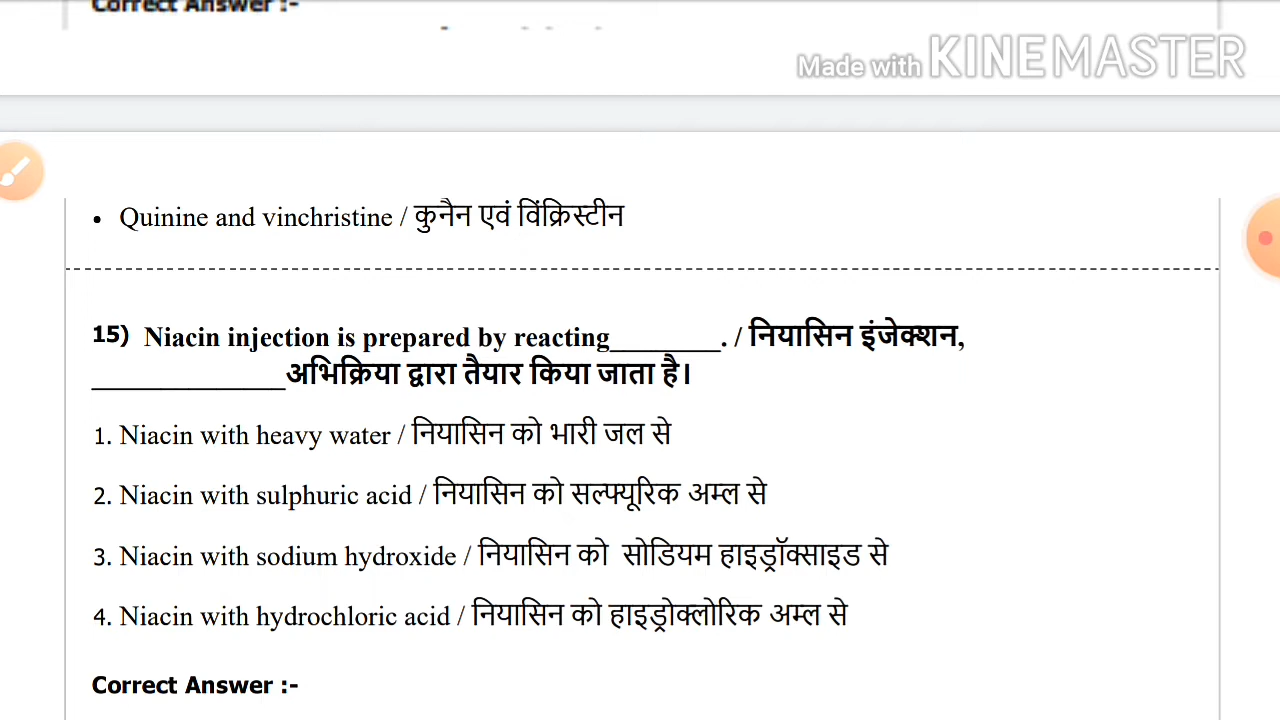 Correct Answer :-
Made with KINEMASTER
• Quinine and vinchristine / कुनैन एवं विंक्रिस्टीन
15) Niacin injection is prepared by reacting________. / नियासिन इंजेक्शन,
______________अभिक्रिया द्वारा तैयार किया जाता है।
1. Niacin with heavy water / नियासिन को भारी जल से
2. Niacin with sulphuric acid / नियासिन को सल्फ्यूरिक अम्ल से
3. Niacin with sodium hydroxide / नियासिन को सोडियम हाइड्रॉक्साइड से
4. Niacin with hydrochloric acid / नियासिन को हाइड्रोक्लोरिक अम्ल से
Correct Answer :-